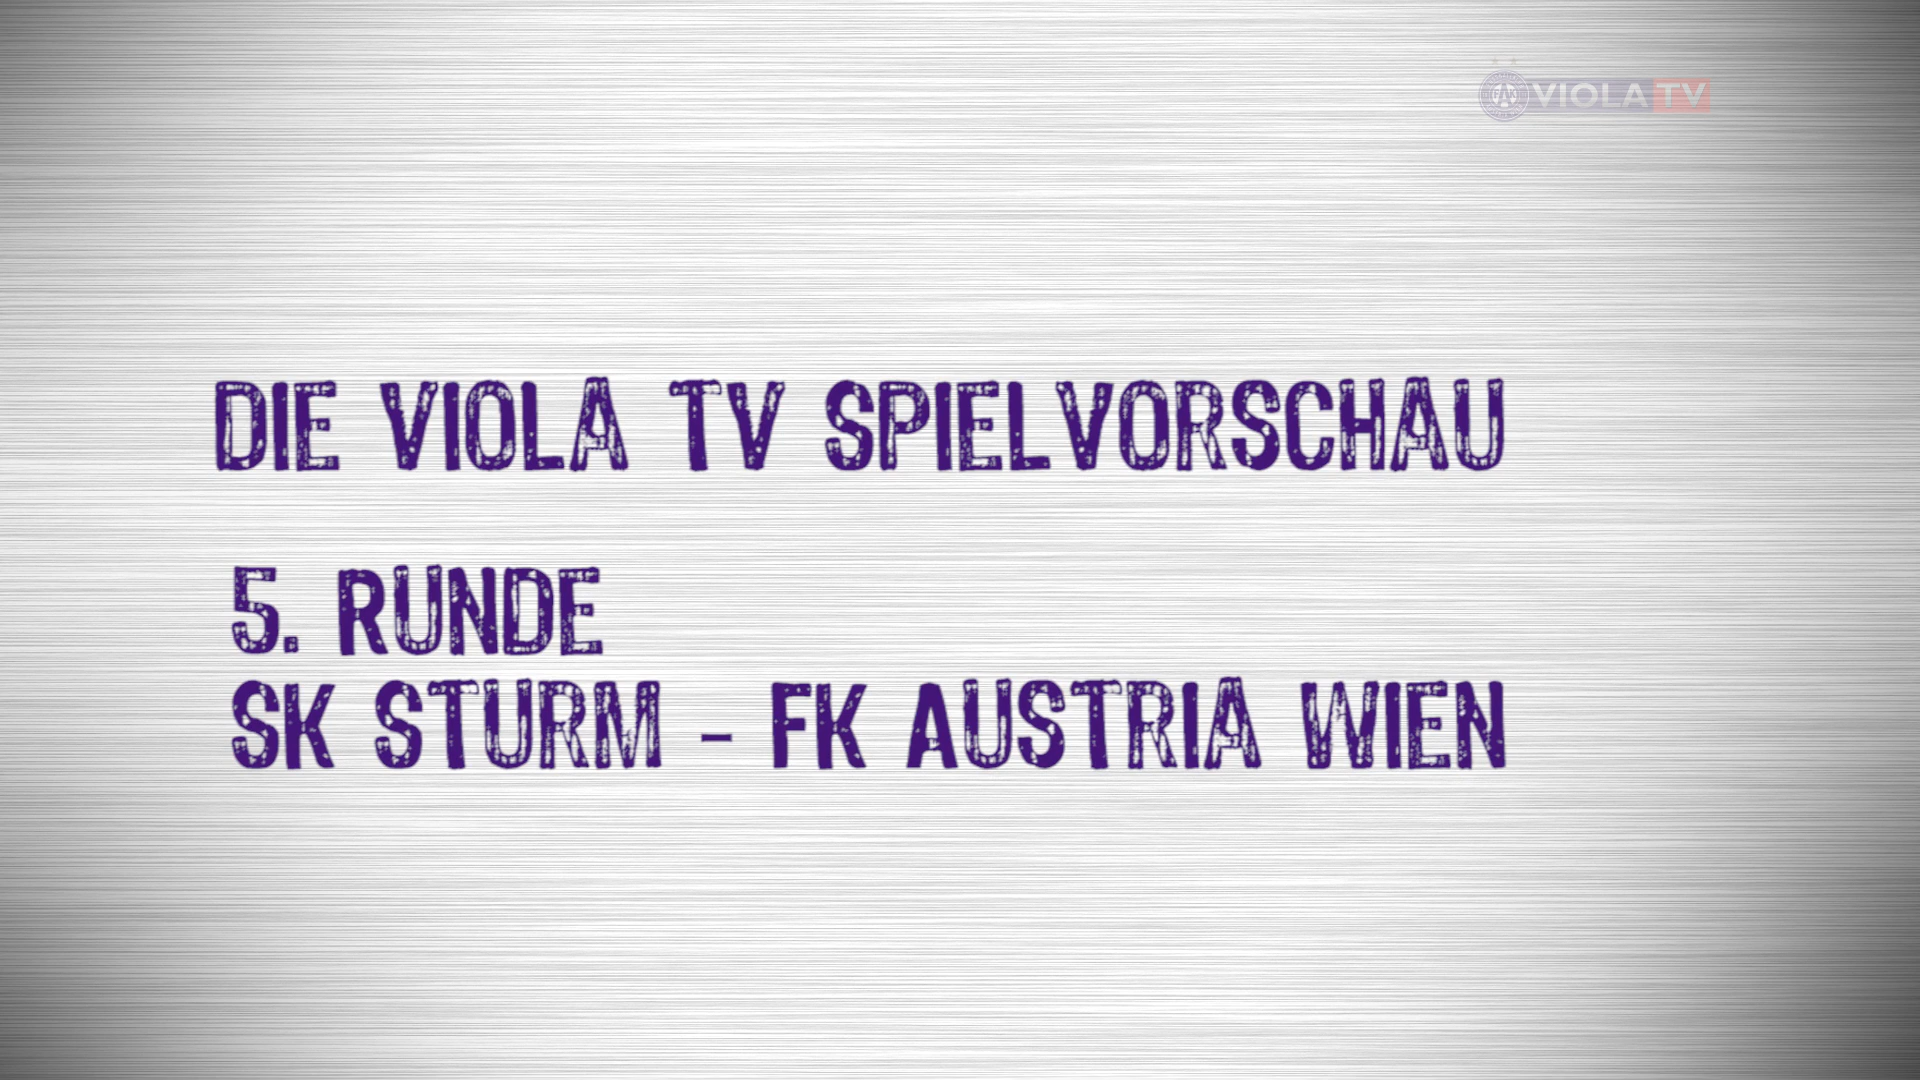 VIOLA TV
DIE VIOLA TV SPIELVORSCHAU
5. RUNDE
SK STURM - FK AUSTRIA WIEN